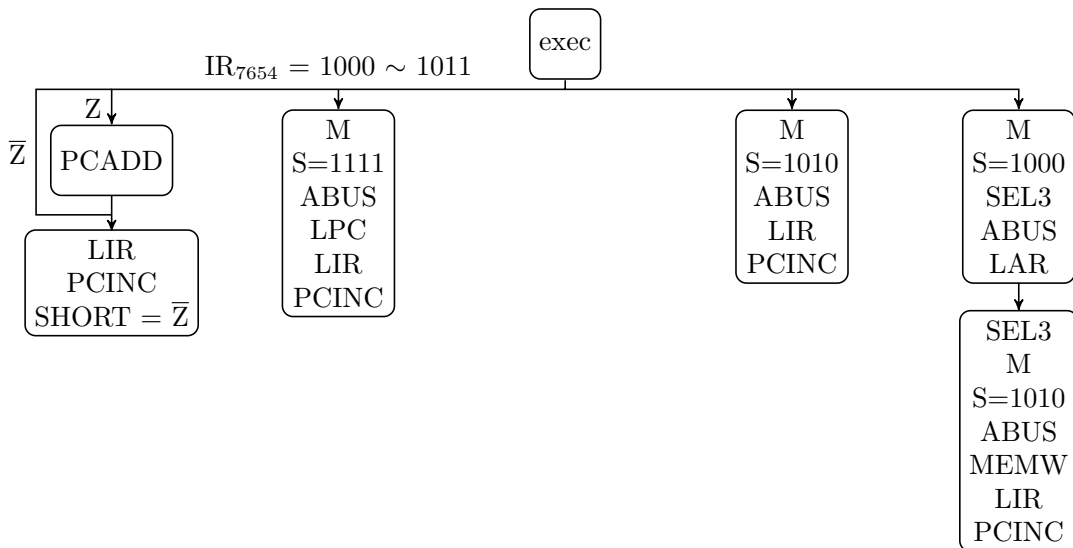 exec
IR₇₆₅₄ = 1000 ∼ 1011
Z
Z̅
PCADD
LIR
PCINC
SHORT = Z̅
M
S=1111
ABUS
LPC
LIR
PCINC
M
S=1010
ABUS
LIR
PCINC
M
S=1000
SEL3
ABUS
LAR
SEL3
M
S=1010
ABUS
MEMW
LIR
PCINC